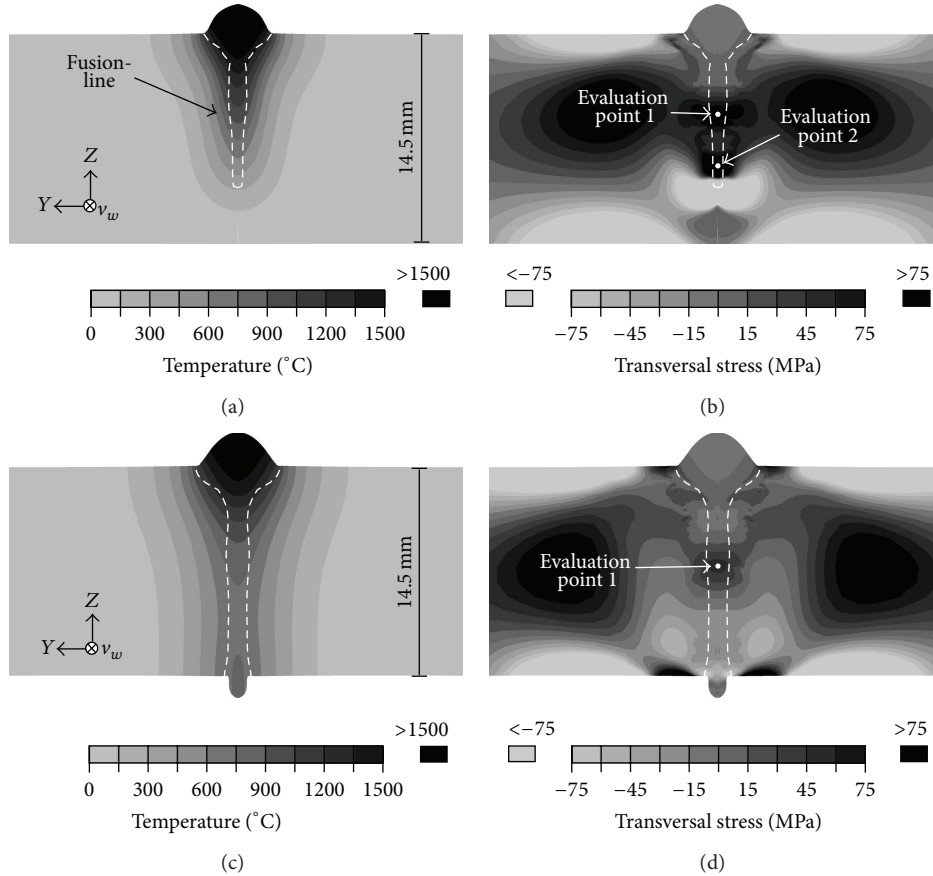 Fusion-
line
14.5 mm
Z
Y
v_w
>1500
0 300 600 900 1200 1500
Temperature (°C)
(a)
Evaluation
point 1
Evaluation
point 2
<−75
>75
−75 −45 −15 15 45 75
Transversal stress (MPa)
(b)
14.5 mm
Z
Y
v_w
>1500
0 300 600 900 1200 1500
Temperature (°C)
(c)
Evaluation
point 1
<−75
>75
−75 −45 −15 15 45 75
Transversal stress (MPa)
(d)